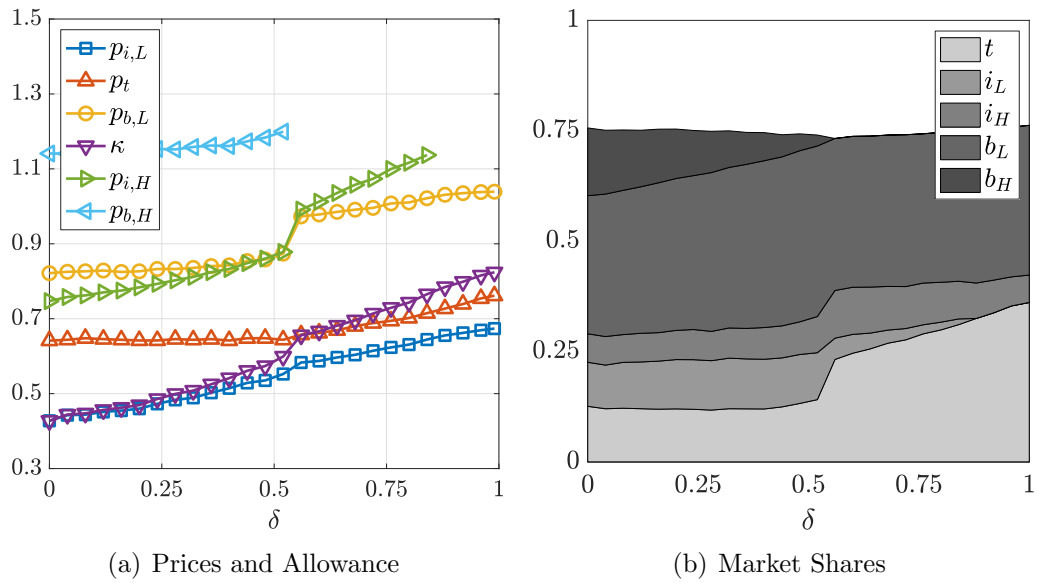 1.5
1.3
1.1
0.9
0.7
0.5
0.3
p_{i,L}
p_t
p_{b,L}
κ
p_{i,H}
p_{b,H}
0 0.25 0.5 0.75 1
δ
(a) Prices and Allowance
1
0.75
0.5
0.25
0
t
i_L
i_H
b_L
b_H
0 0.25 0.5 0.75 1
δ
(b) Market Shares